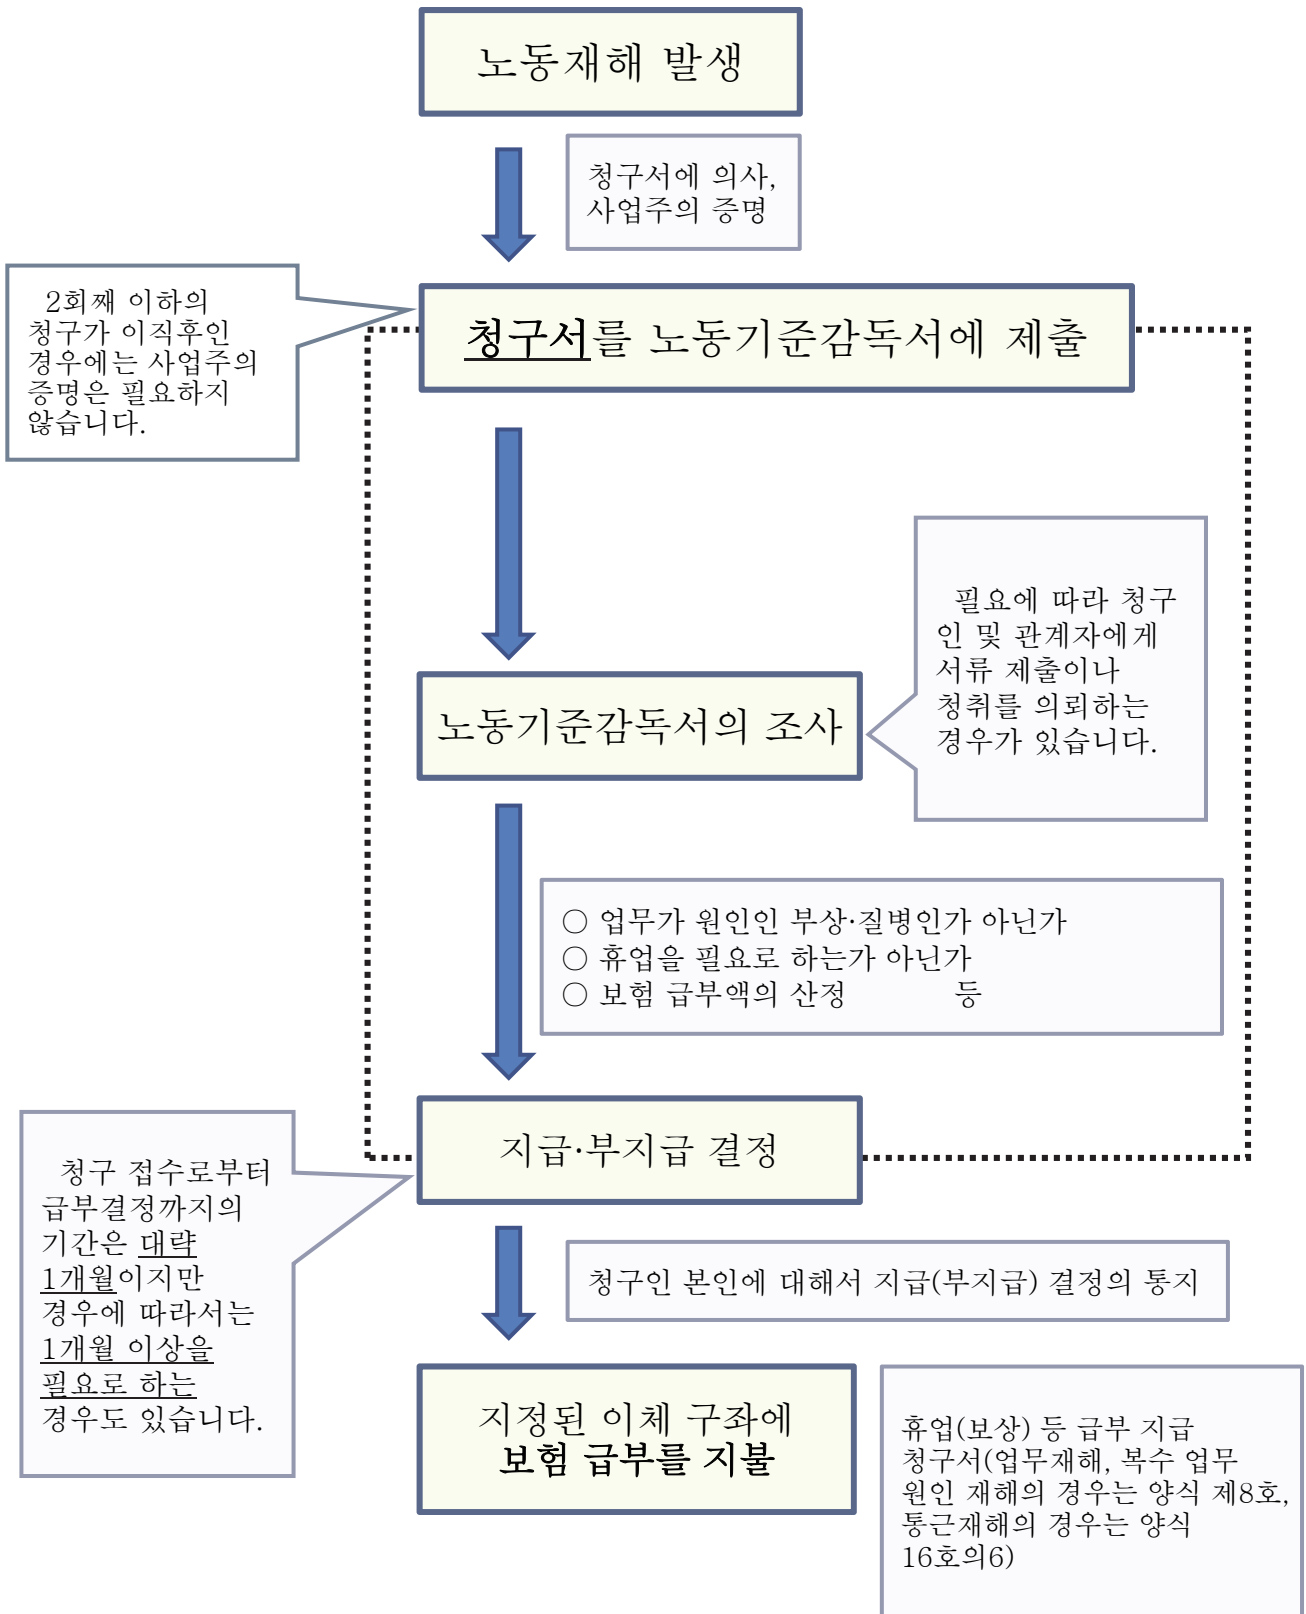 노동재해 발생
청구서에 의사,
사업주의 증명
2회째 이하의
청구가 이직후인
경우에는 사업주의
증명은 필요하지
않습니다.
청구서를 노동기준감독서에 제출
필요에 따라 청구
인 및 관계자에게
서류 제출이나
청취를 의뢰하는
경우가 있습니다.
노동기준감독서의 조사
○ 업무가 원인인 부상·질병인가 아닌가
○ 휴업을 필요로 하는가 아닌가
○ 보험 급부액의 산정 등
지급·부지급 결정
청구 접수로부터
급부결정까지의
기간은 대략
1개월이지만
경우에 따라서는
1개월 이상을
필요로 하는
경우도 있습니다.
청구인 본인에 대해서 지급(부지급) 결정의 통지
지정된 이체 구좌에
보험 급부를 지불
휴업(보상) 등 급부 지급
청구서(업무재해, 복수 업무
원인 재해의 경우는 양식 제8호,
통근재해의 경우는 양식
16호의6)